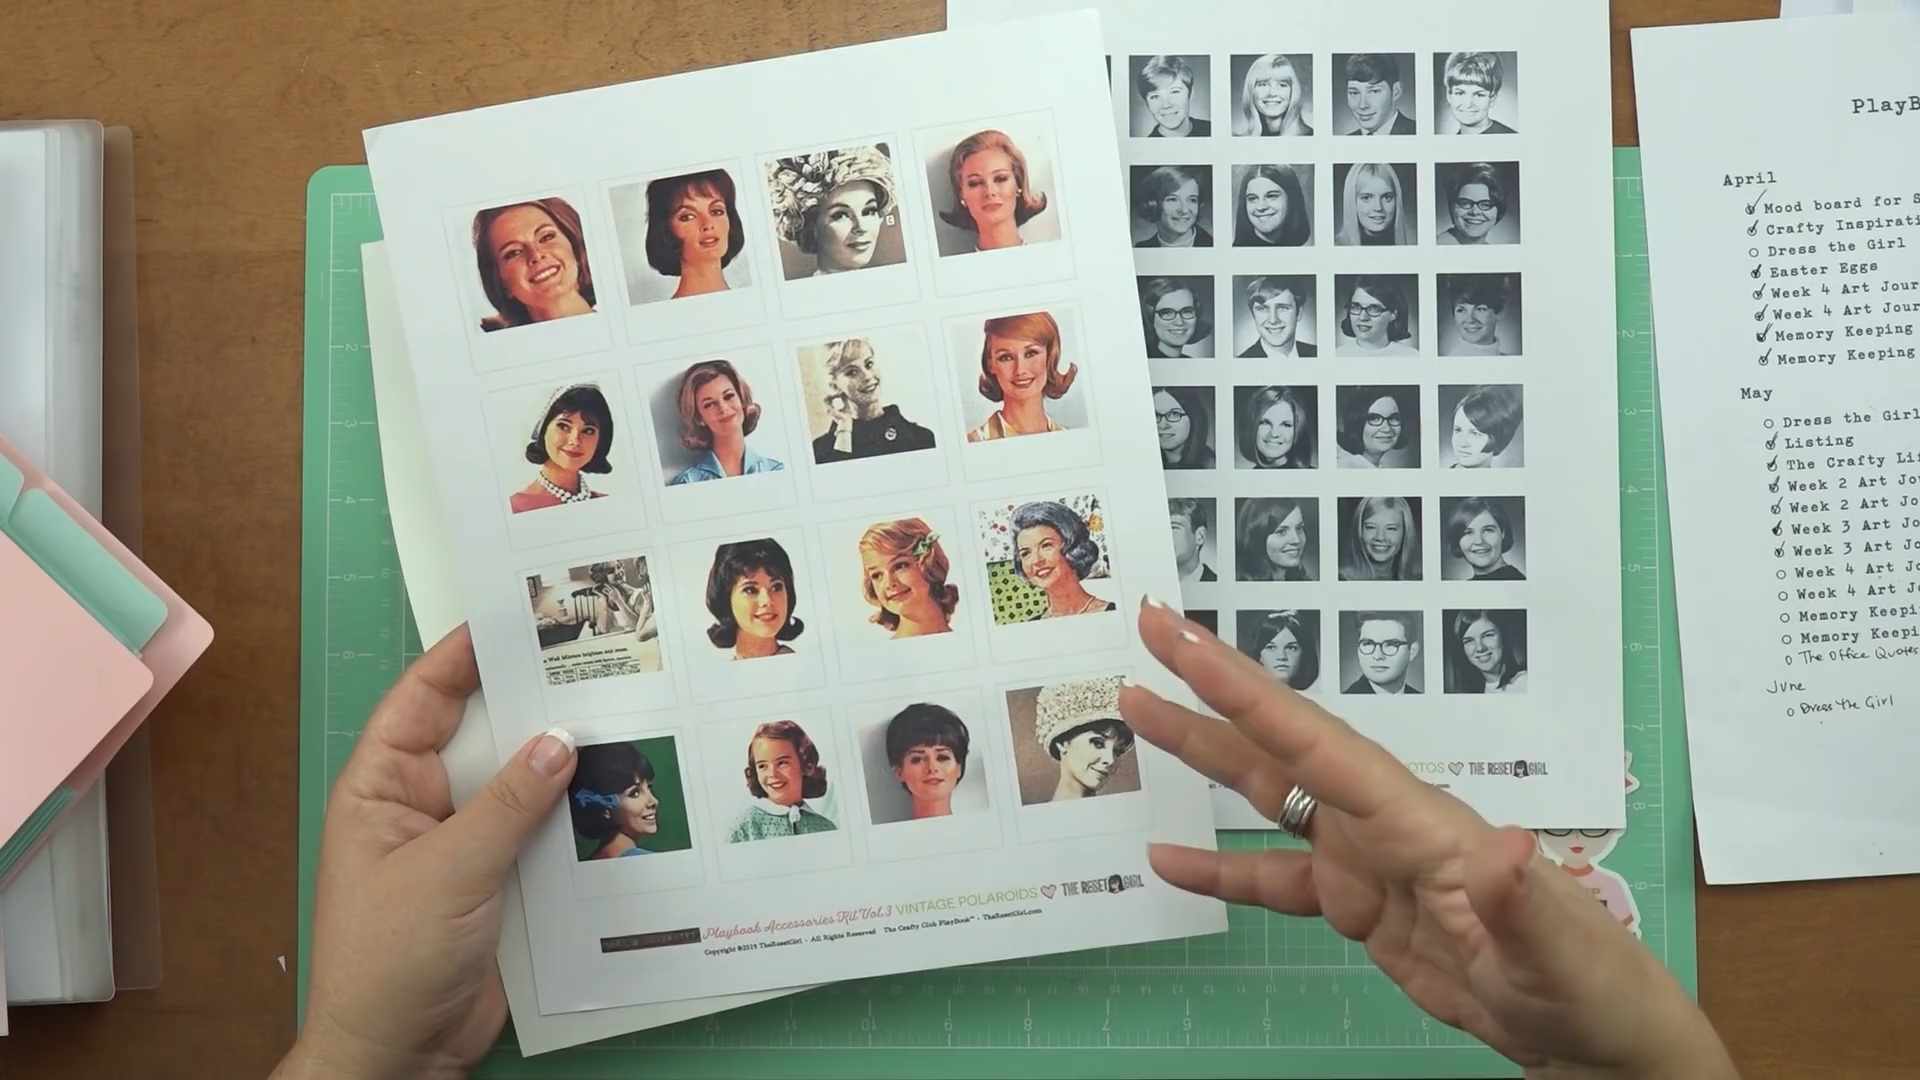 Playbook Accessories Kit Vol.3 VINTAGE POLAROIDS THE RESET GIRL
Copyright ©2019 TheResetGirl · All Rights Reserved The Crafty Club PlayBook™ · TheResetGirl.com
THE RESET GIRL
PlayB
April
Mood board for S
Crafty Inspirati
Dress the Girl
Easter Eggs
Week 4 Art Jour
Week 4 Art Jour
Memory Keeping
Memory Keeping
May
Dress the Girl
Listing
The Crafty Lif
Week 2 Art Jo
Week 2 Art Jo
Week 3 Art Jo
Week 3 Art Jo
Week 4 Art Jo
Week 4 Art Jo
Memory Keepi
Memory Keepi
The Office Quotes
June
Dress the Girl